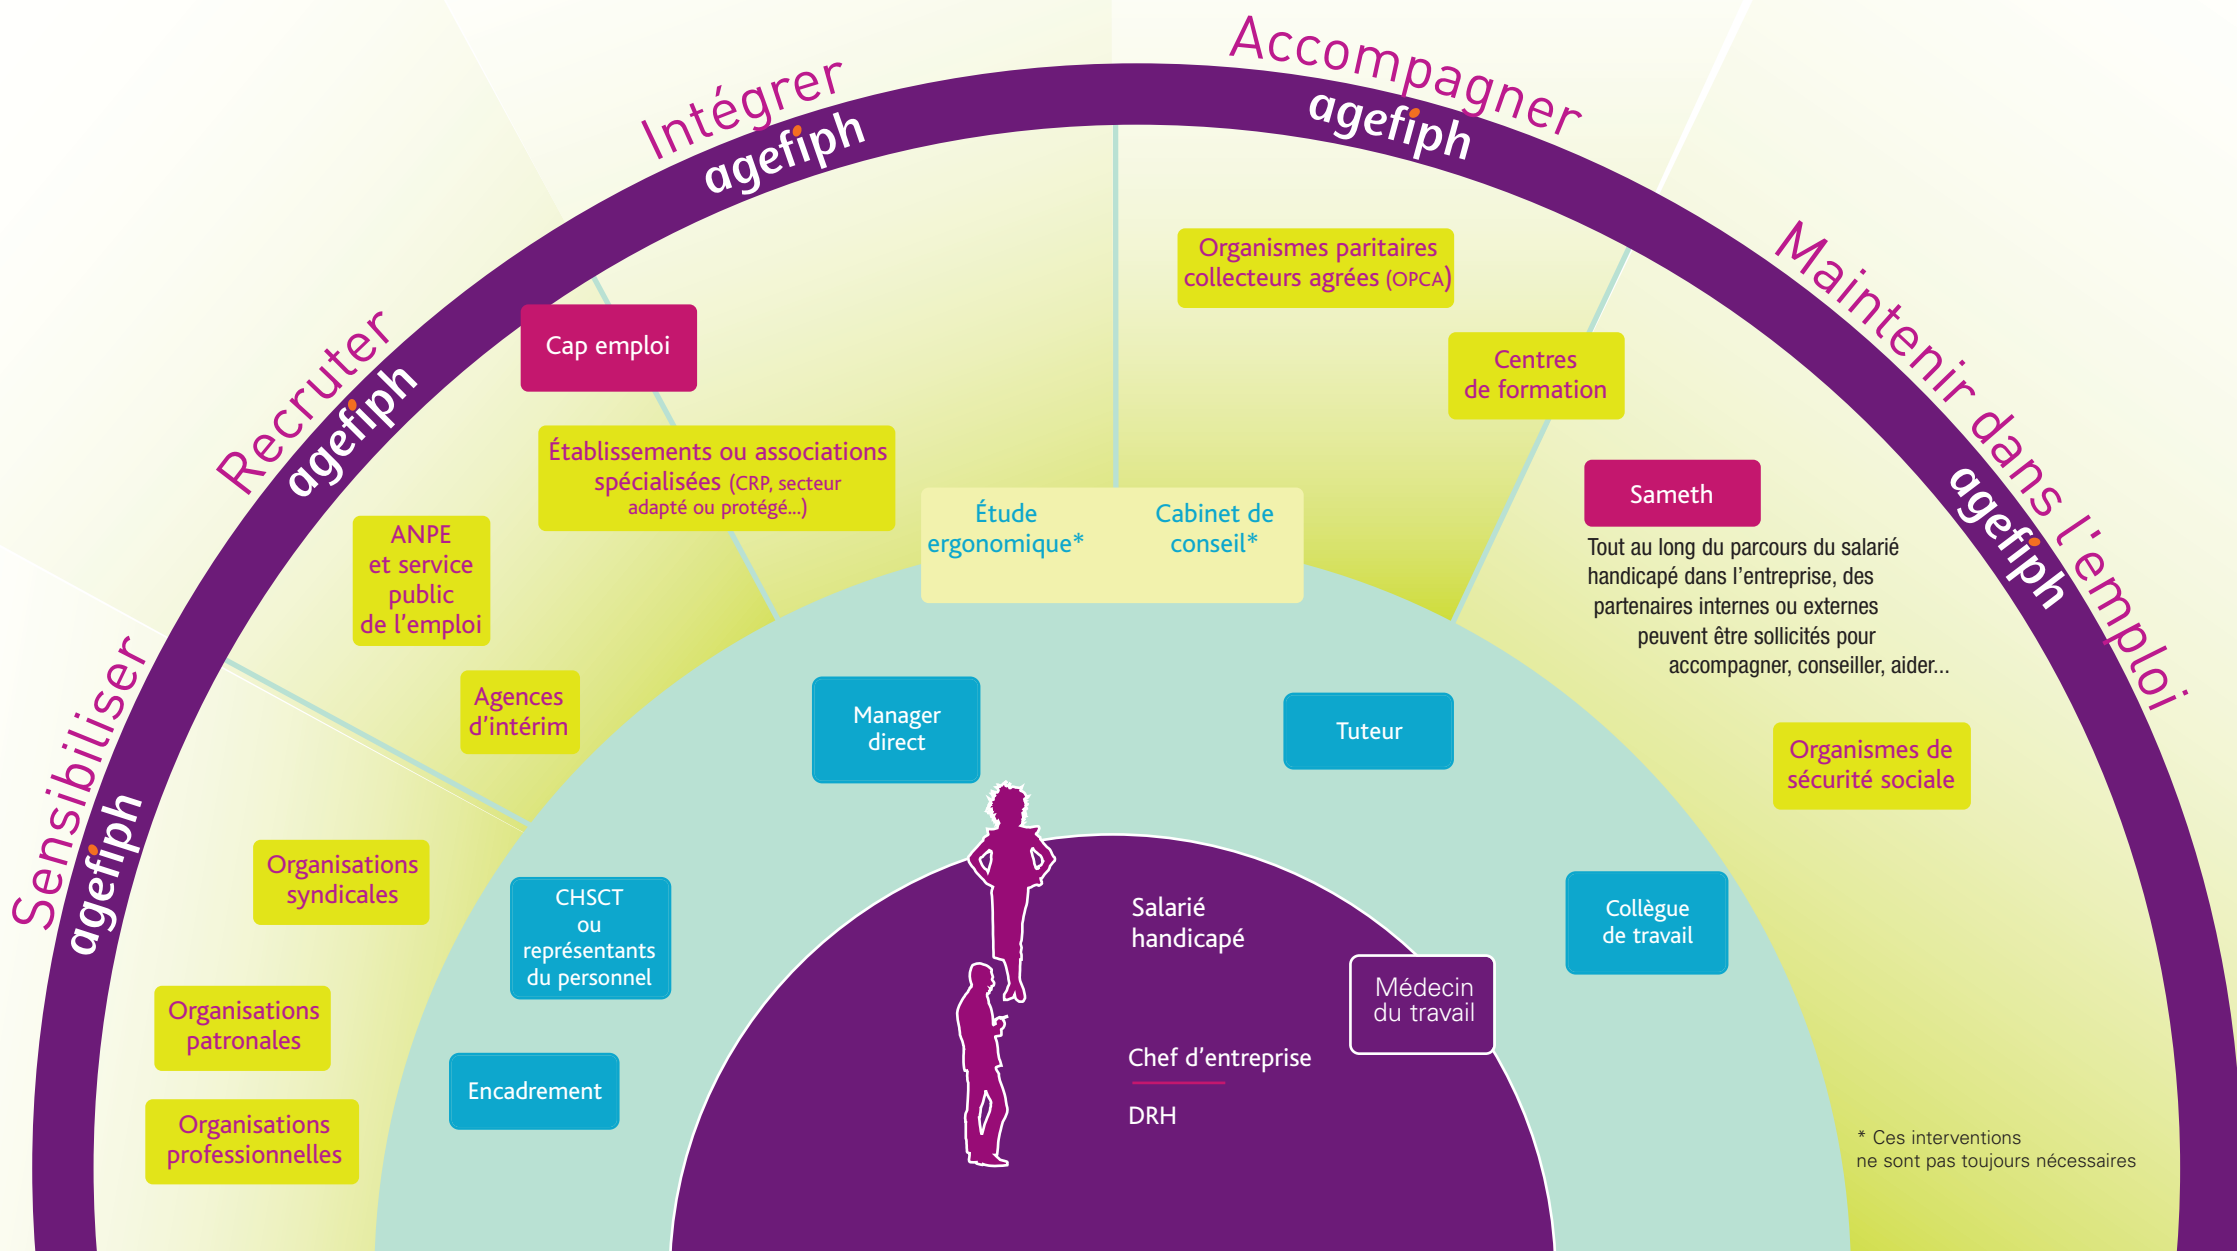 Sensibiliser
agefiph
Recruter
agefiph
Intégrer
agefiph
Accompagner
agefiph
Maintenir dans l'emploi
agefiph
Organismes paritaires
collecteurs agrées (OPCA)
Cap emploi
Centres
de formation
Établissements ou associations
spécialisées (CRP, secteur
adapté ou protégé...)
Sameth
Tout au long du parcours du salarié
handicapé dans l'entreprise, des
partenaires internes ou externes
peuvent être sollicités pour
accompagner, conseiller, aider...
Étude
ergonomique*
Cabinet de
conseil*
ANPE
et service
public
de l'emploi
Agences
d'intérim
Manager
direct
Tuteur
Organismes de
sécurité sociale
Organisations
syndicales
CHSCT
ou
représentants
du personnel
Salarié
handicapé
Collègue
de travail
Médecin
du travail
Organisations
patronales
Encadrement
Chef d'entreprise
DRH
Organisations
professionnelles
* Ces interventions
ne sont pas toujours nécessaires